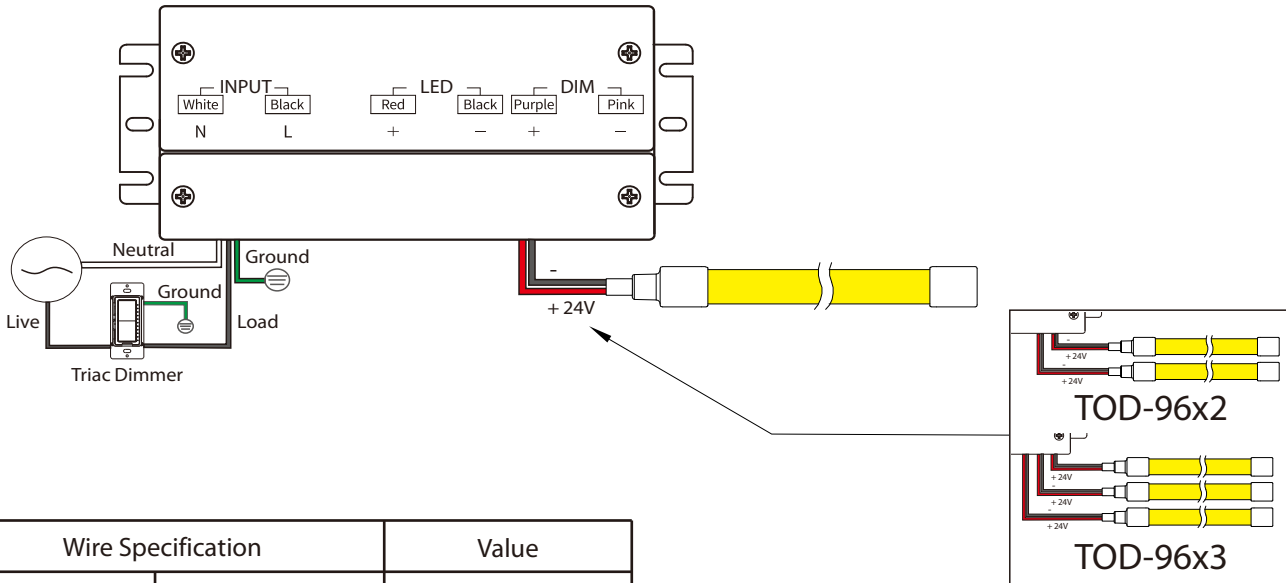 INPUT LED DIM
White Black Red Black Purple Pink
N L + − + −
Neutral Ground
Ground
Live Load
Triac Dimmer
-
+ 24V
-
+ 24V
-
+ 24V
TOD-96x2
-
+ 24V
-
+ 24V
-
+ 24V
TOD-96x3
Wire Specification Value